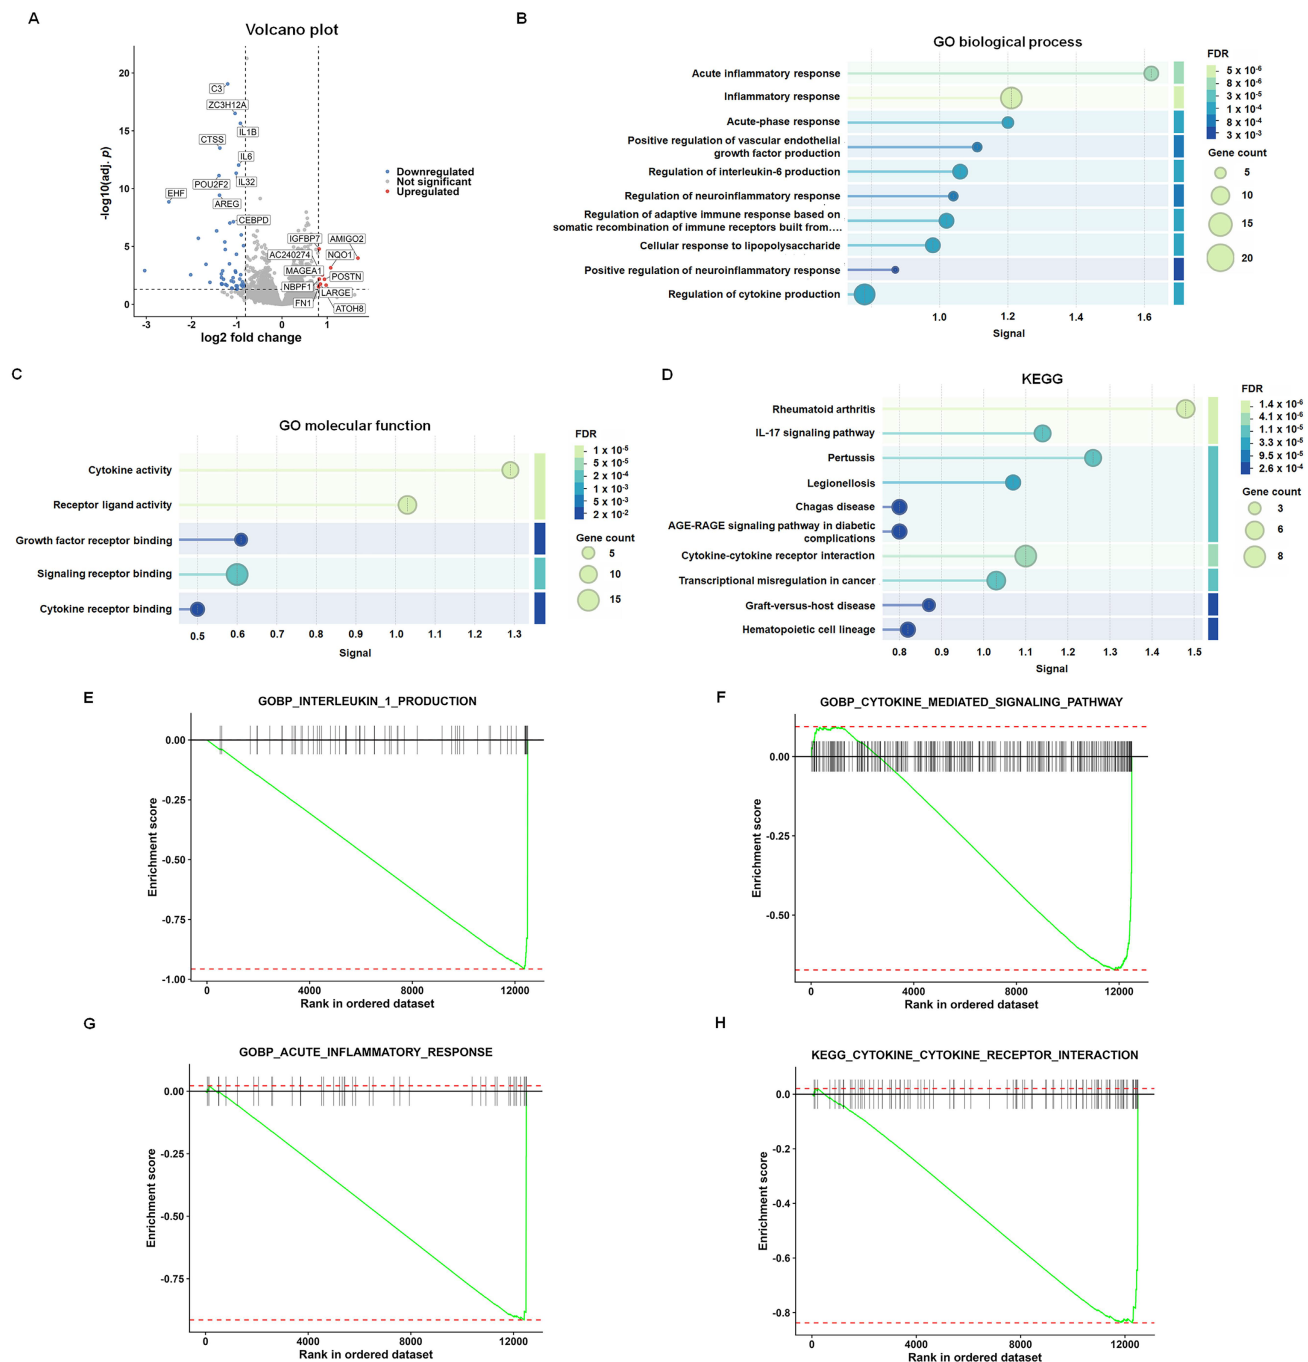 A
Volcano plot
-log10(adj. p)
20
15
10
5
0
C3
ZC3H12A
IL1B
CTSS
IL6
POU2F2
IL32
EHF
AREG
CEBPD
IGFBP7
AMIGO2
AC240274
NQO1
MAGEA1
POSTN
NBPF1
LARGE
FN1
ATOH8
-3
-2
-1
0
1
log2 fold change
Downregulated
Not significant
Upregulated
B
GO biological process
Acute inflammatory response
Inflammatory response
Acute-phase response
Positive regulation of vascular endothelial
growth factor production
Regulation of interleukin-6 production
Regulation of neuroinflammatory response
Regulation of adaptive immune response based on
somatic recombination of immune receptors built from....
Cellular response to lipopolysaccharide
Positive regulation of neuroinflammatory response
Regulation of cytokine production
1.0
1.2
1.4
1.6
Signal
FDR
5 x 10-6
8 x 10-6
3 x 10-5
1 x 10-4
8 x 10-4
3 x 10-3
Gene count
5
10
15
20
C
GO molecular function
Cytokine activity
Receptor ligand activity
Growth factor receptor binding
Signaling receptor binding
Cytokine receptor binding
0.5
0.6
0.7
0.8
0.9
1.0
1.1
1.2
1.3
Signal
FDR
1 x 10-5
5 x 10-5
2 x 10-4
1 x 10-3
5 x 10-3
2 x 10-2
Gene count
5
10
15
D
KEGG
Rheumatoid arthritis
IL-17 signaling pathway
Pertussis
Legionellosis
Chagas disease
AGE-RAGE signaling pathway in diabetic
complications
Cytokine-cytokine receptor interaction
Transcriptional misregulation in cancer
Graft-versus-host disease
Hematopoietic cell lineage
0.8
0.9
1.0
1.1
1.2
1.3
1.4
1.5
Signal
FDR
1.4 x 10-6
4.1 x 10-5
1.1 x 10-5
3.3 x 10-5
9.5 x 10-5
2.6 x 10-4
Gene count
3
6
8
E
GOBP_INTERLEUKIN_1_PRODUCTION
Enrichment score
0.00
-0.25
-0.50
-0.75
-1.00
0
4000
8000
12000
Rank in ordered dataset
F
GOBP_CYTOKINE_MEDIATED_SIGNALING_PATHWAY
Enrichment score
0.00
-0.25
-0.50
0
4000
8000
12000
Rank in ordered dataset
G
GOBP_ACUTE_INFLAMMATORY_RESPONSE
Enrichment score
0.00
-0.25
-0.50
-0.75
0
4000
8000
12000
Rank in ordered dataset
H
KEGG_CYTOKINE_CYTOKINE_RECEPTOR_INTERACTION
Enrichment score
0.0
-0.2
-0.4
-0.6
-0.8
0
4000
8000
12000
Rank in ordered dataset